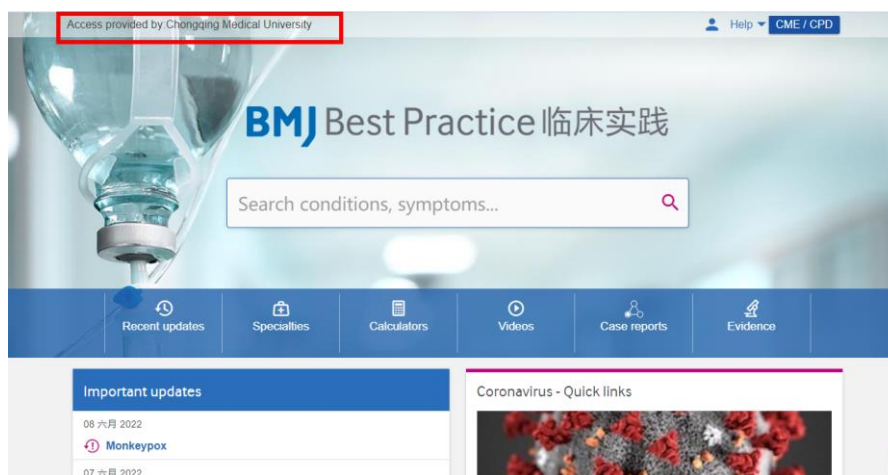 Access provided by:Chongqing Medical University
Help
CME / CPD
BMJ Best Practice 临床实践
Search conditions, symptoms...
Recent updates
Specialties
Calculators
Videos
Case reports
Evidence
Important updates
08 六月 2022
Monkeypox
07 六月 2022
Coronavirus - Quick links